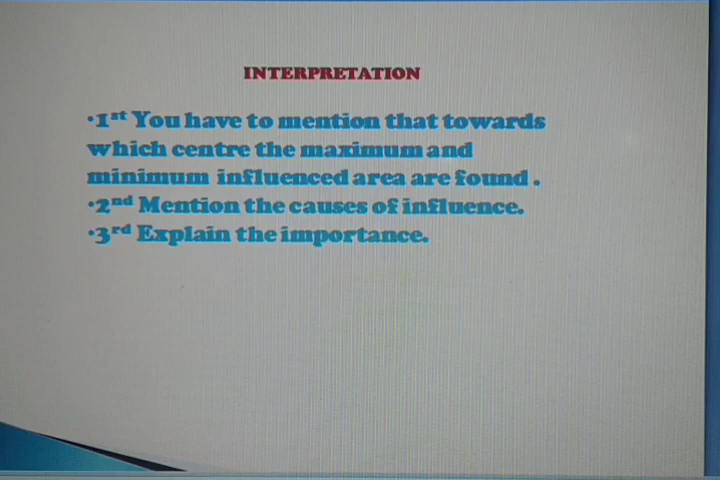 INTERPRETATION
•1st You have to mention that towards
which centre the maximum and
minimum influenced area are found .
•2nd Mention the causes of influence.
•3rd Explain the importance.